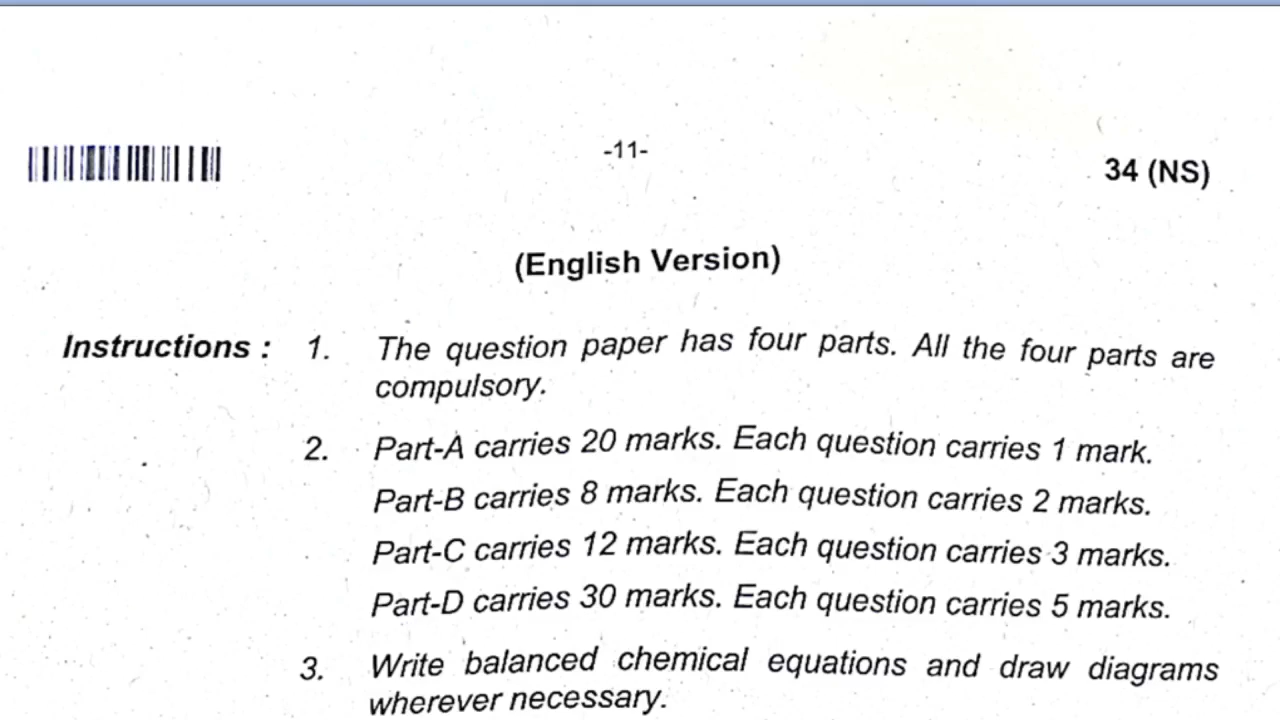 -11-
34 (NS)
(English Version)
Instructions : 1. The question paper has four parts. All the four parts are
compulsory.
2. Part-A carries 20 marks. Each question carries 1 mark.
Part-B carries 8 marks. Each question carries 2 marks.
Part-C carries 12 marks. Each question carries 3 marks.
Part-D carries 30 marks. Each question carries 5 marks.
3. Write balanced chemical equations and draw diagrams
wherever necessary.